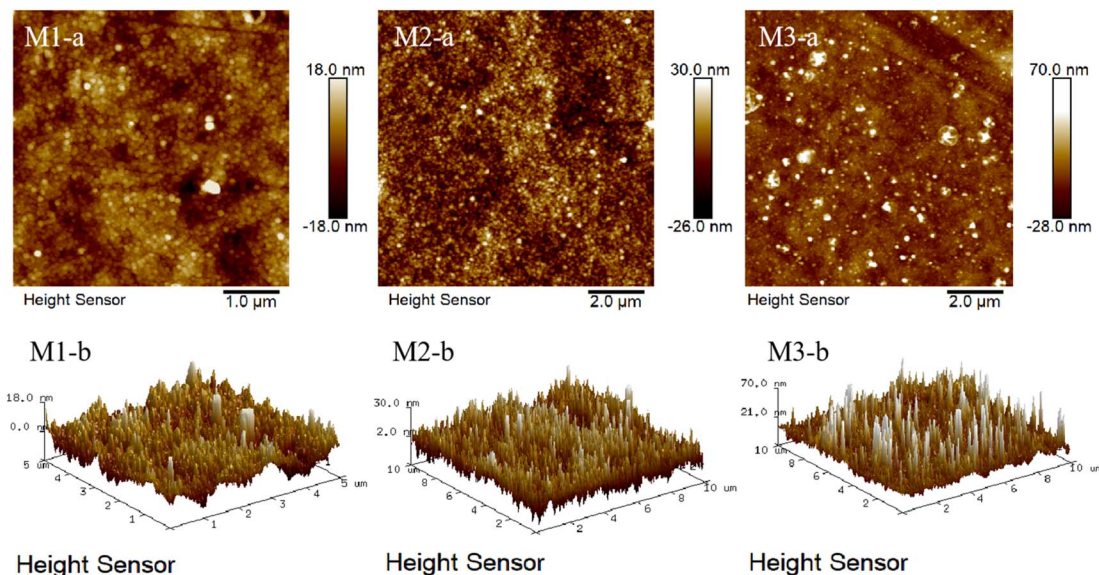 M1-a
18.0 nm
-18.0 nm
Height Sensor
1.0 µm
M2-a
30.0 nm
-26.0 nm
Height Sensor
2.0 µm
M3-a
70.0 nm
-28.0 nm
Height Sensor
2.0 µm
M1-b
18.0 nm
0.0 nm
5 um
4
3
2
1
1
2
3
4
5 um
Height Sensor
M2-b
30.0 nm
2.0 nm
10 um
8
6
4
2
2
4
6
8
10 um
Height Sensor
M3-b
70.0 nm
21.0 nm
10 um
8
6
4
2
2
4
6
8
10 um
Height Sensor